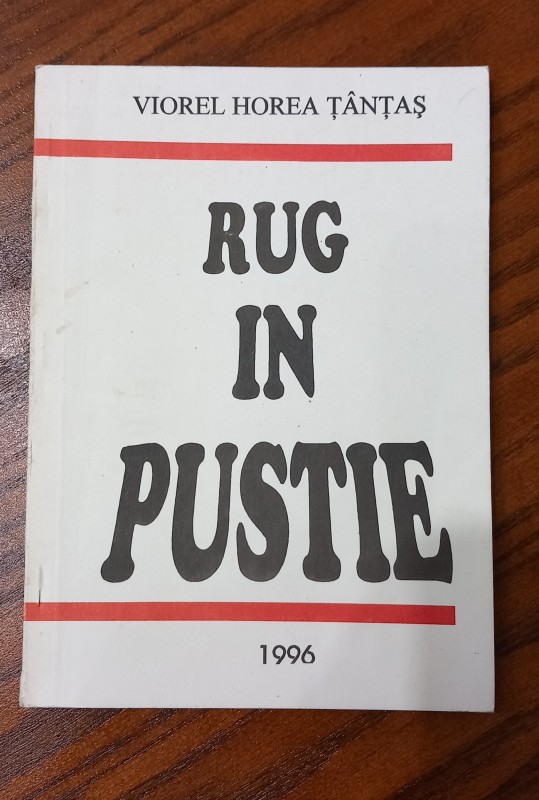 VIOREL HOREA ȚÂNȚAȘ
RUG
IN
PUSTIE
1996